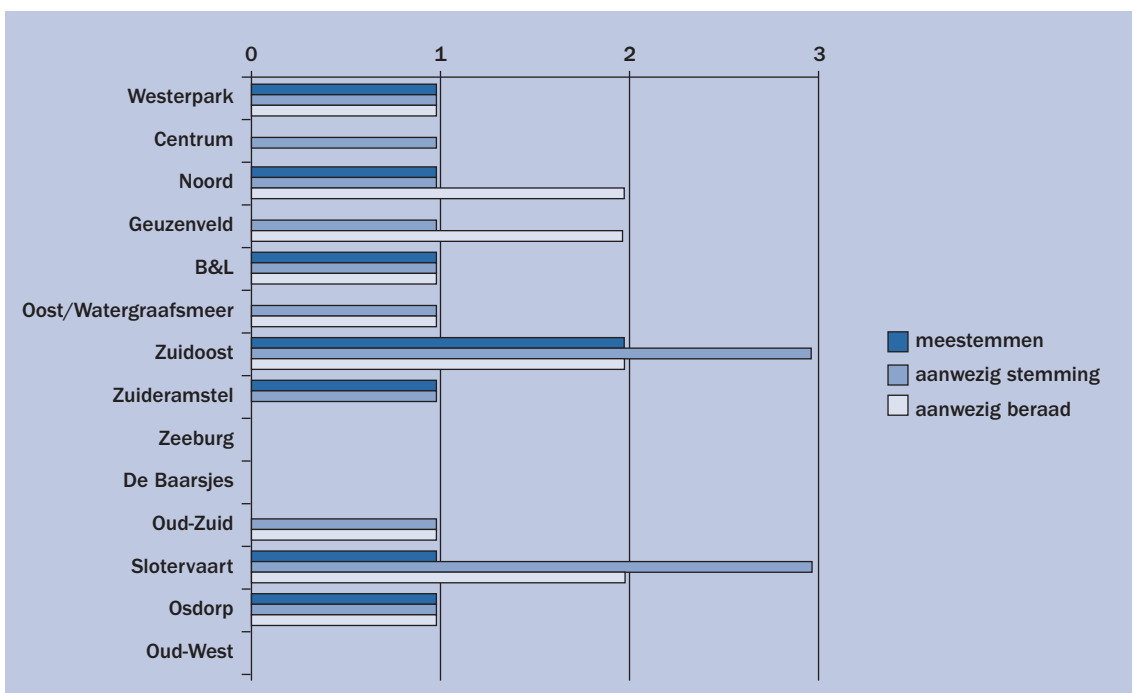 0 1 2 3
Westerpark
Centrum
Noord
Geuzenveld
B&L
Oost/Watergraafsmeer
Zuidoost
Zuideramstel
Zeeburg
De Baarsjes
Oud-Zuid
Slotervaart
Osdorp
Oud-West
meestemmen
aanwezig stemming
aanwezig beraad